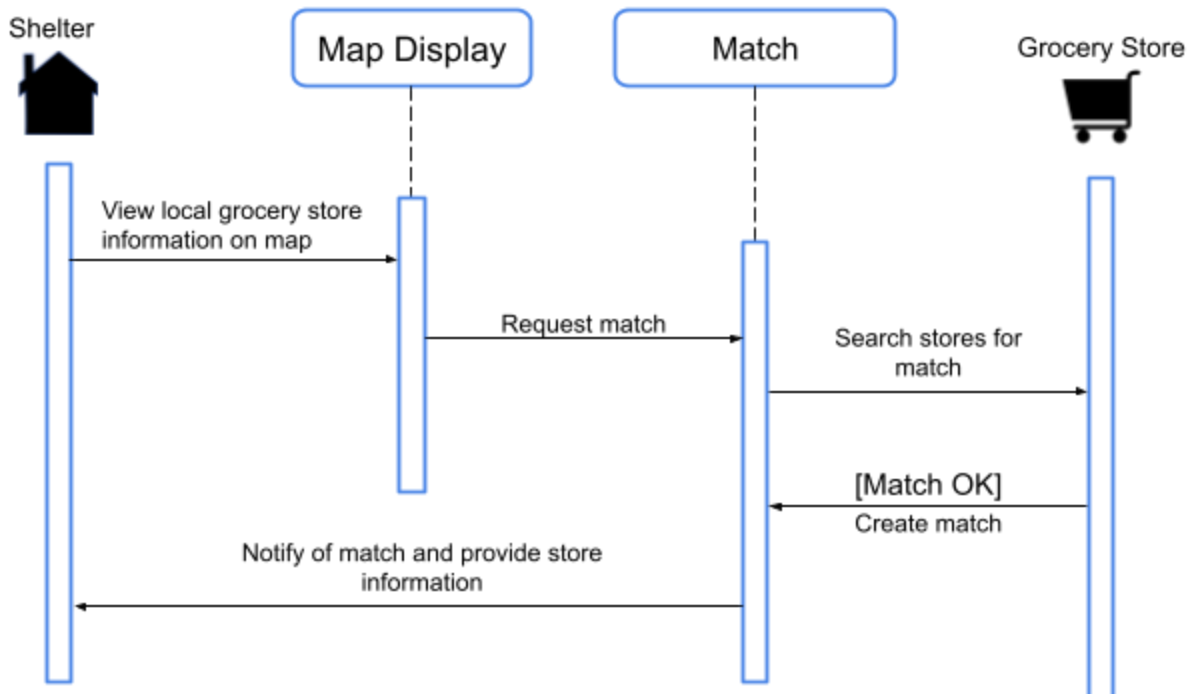 Shelter
Map Display
Match
Grocery Store
View local grocery store
information on map
Request match
Search stores for
match
[Match OK]
Create match
Notify of match and provide store
information